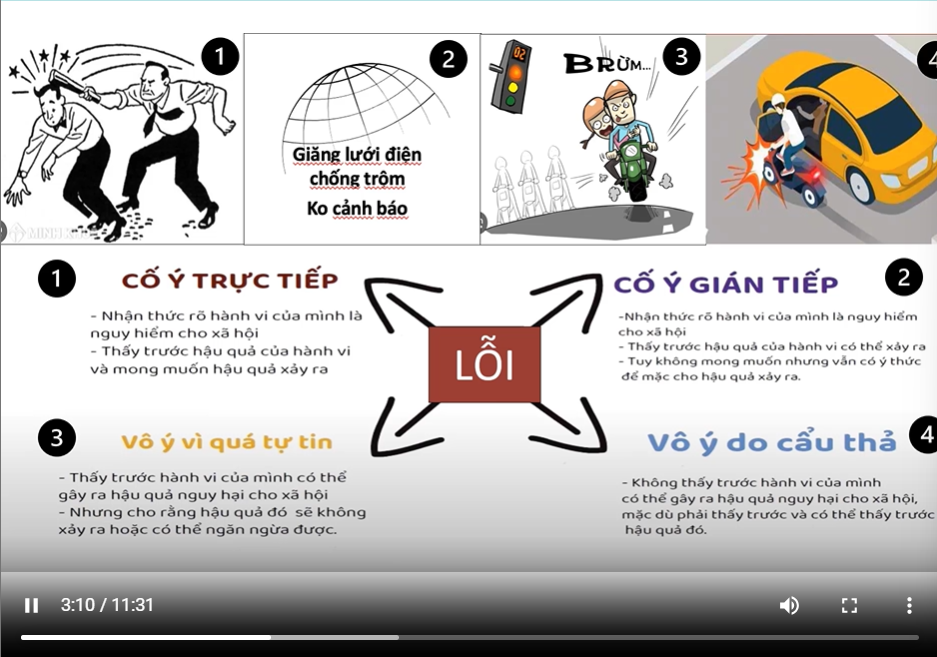 1
2
3
4
02
BRỪM...
Giăng lưới điện
chống trộm
Ko cảnh báo
1
CỐ Ý TRỰC TIẾP
- Nhận thức rõ hành vi của mình là
nguy hiểm cho xã hội
- Thấy trước hậu quả của hành vi
và mong muốn hậu quả xảy ra
CỐ Ý GIÁN TIẾP
2
-Nhận thức rõ hành vi của mình là nguy hiểm
cho xã hội
- Thấy trước hậu quả của hành vi có thể xảy ra
- Tuy không mong muốn nhưng vẫn có ý thức
để mặc cho hậu quả xảy ra.
LỖI
3
Vô ý vì quá tự tin
- Thấy trước hành vi của mình có thể
gây ra hậu quả nguy hại cho xã hội
- Nhưng cho rằng hậu quả đó sẽ không
xảy ra hoặc có thể ngăn ngừa được.
Vô ý do cẩu thả
4
- Không thấy trước hành vi của mình
có thể gây ra hậu quả nguy hại cho xã hội,
mặc dù phải thấy trước và có thể thấy trước
hậu quả đó.
3:10 / 11:31